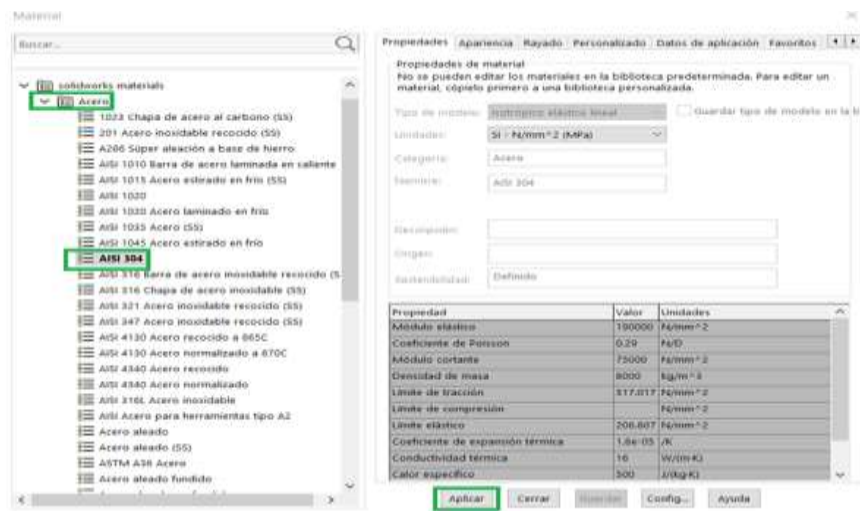 Material
Buscar...
solidworks materials
Acero
1023 Chapa de acero al carbono (SS)
201 Acero inoxidable recocido (SS)
A286 Súper aleación a base de hierro
AISI 1010 Barra de acero laminada en caliente
AISI 1015 Acero estirado en frío (SS)
AISI 1020
AISI 1020 Acero laminado en frío
AISI 1035 Acero (SS)
AISI 1045 Acero estirado en frío
AISI 304
AISI 316 Barra de acero inoxidable recocido (S
AISI 316 Chapa de acero inoxidable (SS)
AISI 321 Acero inoxidable recocido (SS)
AISI 347 Acero inoxidable recocido (SS)
AISI 4130 Acero recocido a 865C
AISI 4130 Acero normalizado a 870C
AISI 4340 Acero recocido
AISI 4340 Acero normalizado
AISI 316L Acero inoxidable
AISI Acero para herramientas tipo A2
Acero aleado
Acero aleado (SS)
ASTM A36 Acero
Acero aleado fundido
Propiedades Apariencia Rayado Personalizado Datos de aplicación Favoritos
Propiedades de material
No se pueden editar los materiales en la biblioteca predeterminada. Para editar un
material, cópielo primero a una biblioteca personalizada.
Tipo de modelo: Isotrópico elástico lineal Guardar tipo de modelo en la b
Unidades: SI - N/mm^2 (MPa)
Categoría: Acero
Nombre: AISI 304
Descripción:
Origen:
Sostenibilidad: Definido
Propiedad Valor Unidades
Módulo elástico 190000 N/mm^2
Coeficiente de Poisson 0.29 N/D
Módulo cortante 75000 N/mm^2
Densidad de masa 8000 kg/m^3
Límite de tracción 517.017 N/mm^2
Límite de compresión N/mm^2
Límite elástico 206.807 N/mm^2
Coeficiente de expansión térmica 1.8e-05 /K
Conductividad térmica 16 W/(m·K)
Calor específico 500 J/(kg·K)
Aplicar Cerrar Guardar Config... Ayuda